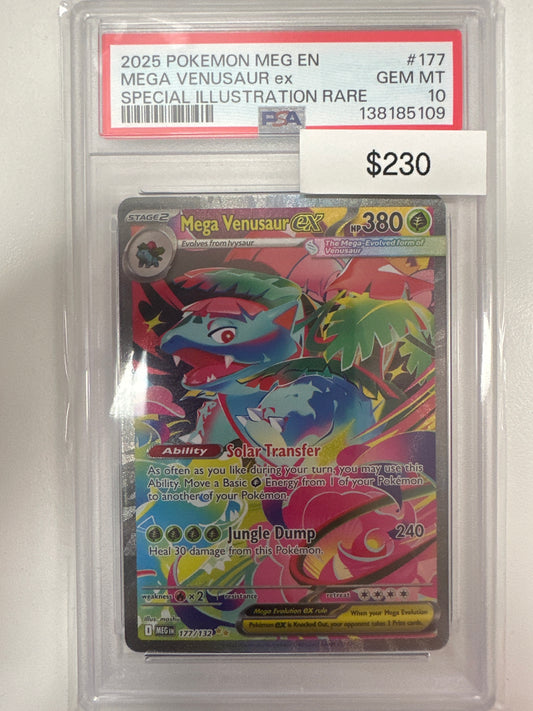 2025 POKEMON MEG EN #177
MEGA VENUSAUR ex GEM MT
SPECIAL ILLUSTRATION RARE 10
PSA 138185109
$230
STAGE2 Mega Venusaur ex HP380
Evolves from Ivysaur
The Mega-Evolved form of
Venusaur
Ability Solar Transfer
As often as you like during your turn, you may use this
Ability. Move a Basic Energy from 1 of your Pokémon
to another of your Pokémon.
Jungle Dump 240
Heal 30 damage from this Pokémon.
weakness ×2 resistance retreat
Mega Evolution ex rule
When your Mega Evolution
Pokémon ex is Knocked Out, your opponent takes 3 Prize cards.
Illus.
I MEG EN 177/132